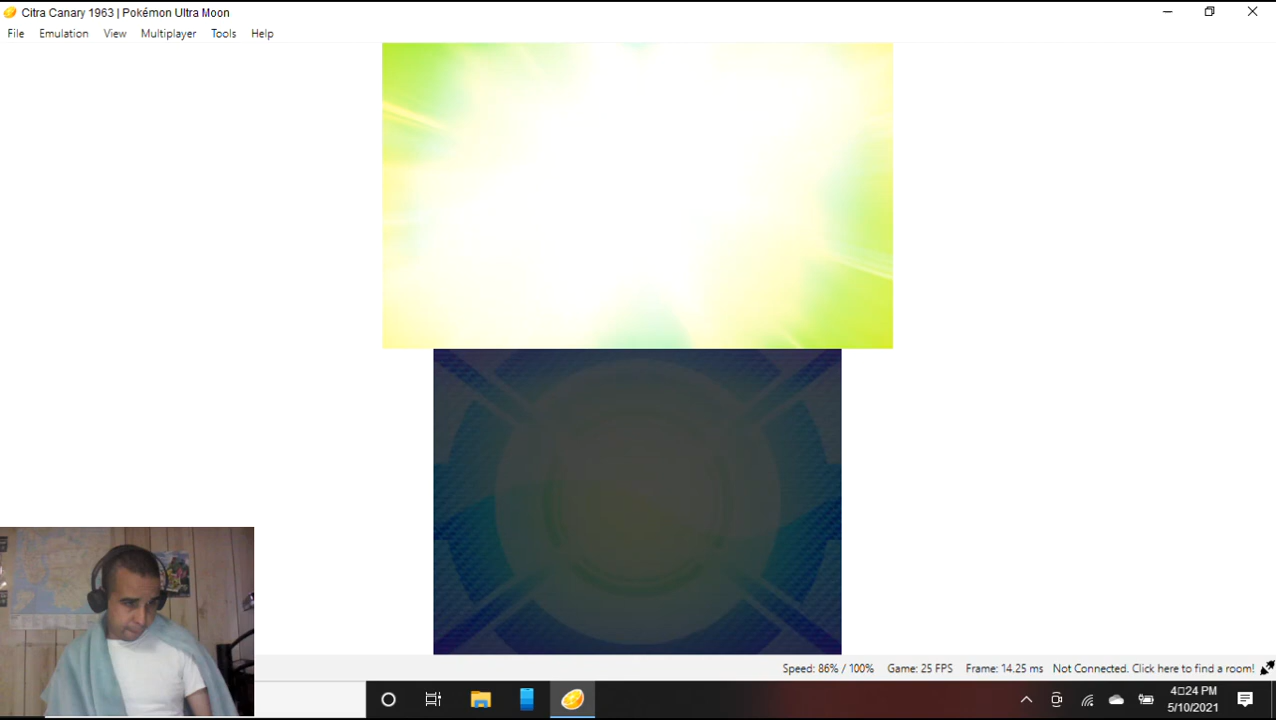 Citra Canary 1963 | Pokémon Ultra Moon
File Emulation View Multiplayer Tools Help
Speed: 86% / 100% Game: 25 FPS Frame: 14.25 ms Not Connected. Click here to find a room!
4□24 PM
5/10/2021